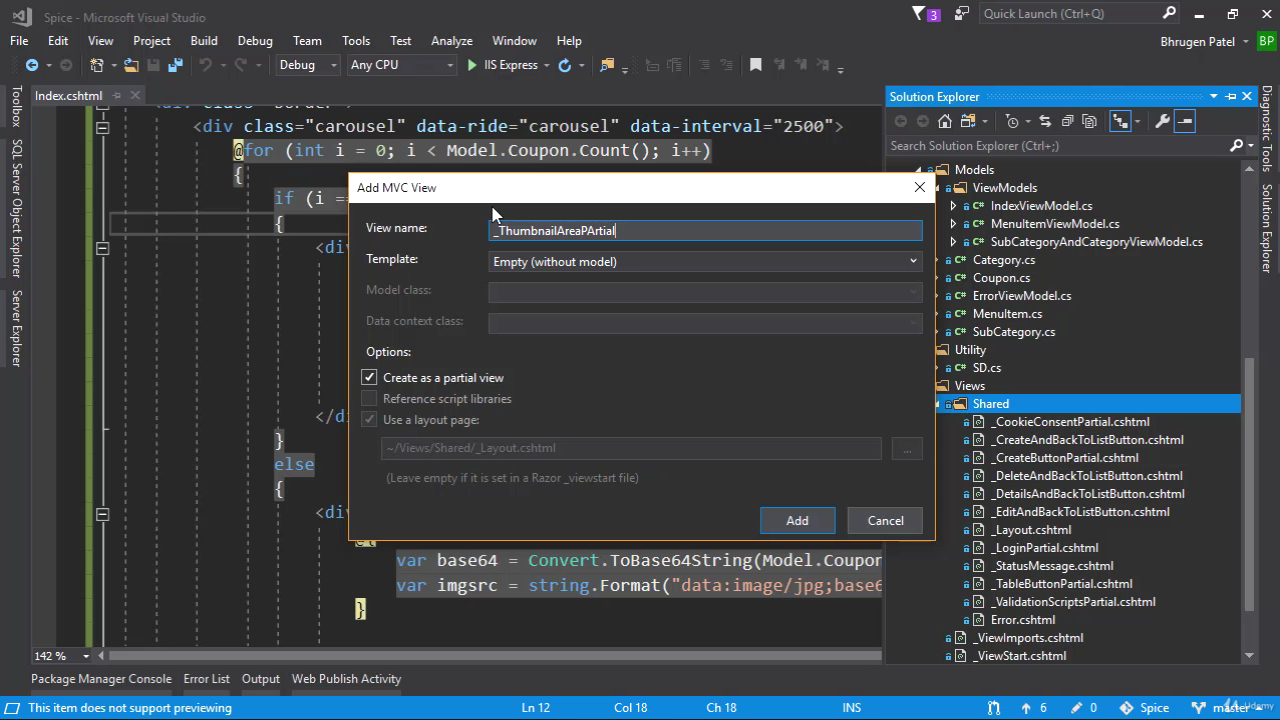 Spice - Microsoft Visual Studio
3
Quick Launch (Ctrl+Q)
File Edit View Project Build Debug Team Tools Test Analyze Window Help
Bhrugen Patel BP
Debug Any CPU IIS Express
Toolbox
SQL Server Object Explorer
Server Explorer
Index.cshtml
<div class="carousel" data-ride="carousel" data-interval="2500">
@for (int i = 0; i < Model.Coupon.Count(); i++)
{
if (i ==
{
<di
</di
}
else
{
<di
@{
var base64 = Convert.ToBase64String(Model.Coupon
var imgsrc = string.Format("data:image/jpg;base6
}
142 %
Add MVC View
View name: _ThumbnailAreaPArtial
Template: Empty (without model)
Model class:
Data context class:
Options:
Create as a partial view
Reference script libraries
Use a layout page:
~/Views/Shared/_Layout.cshtml
...
(Leave empty if it is set in a Razor _viewstart file)
Add Cancel
Solution Explorer
Search Solution Explorer (Ctrl+;)
Models
ViewModels
IndexViewModel.cs
MenuItemViewModel.cs
SubCategoryAndCategoryViewModel.cs
Category.cs
Coupon.cs
ErrorViewModel.cs
MenuItem.cs
SubCategory.cs
Utility
SD.cs
Views
Shared
_CookieConsentPartial.cshtml
_CreateAndBackToListButton.cshtml
_CreateButtonPartial.cshtml
_DeleteAndBackToListButton.cshtml
_DetailsAndBackToListButton.cshtml
_EditAndBackToListButton.cshtml
_Layout.cshtml
_LoginPartial.cshtml
_StatusMessage.cshtml
_TableButtonPartial.cshtml
_ValidationScriptsPartial.cshtml
Error.cshtml
_ViewImports.cshtml
_ViewStart.cshtml
Diagnostic Tools
Properties
Package Manager Console Error List Output Web Publish Activity
This item does not support previewing Ln 12 Col 18 Ch 18 INS 6 0 Spice master
Udemy